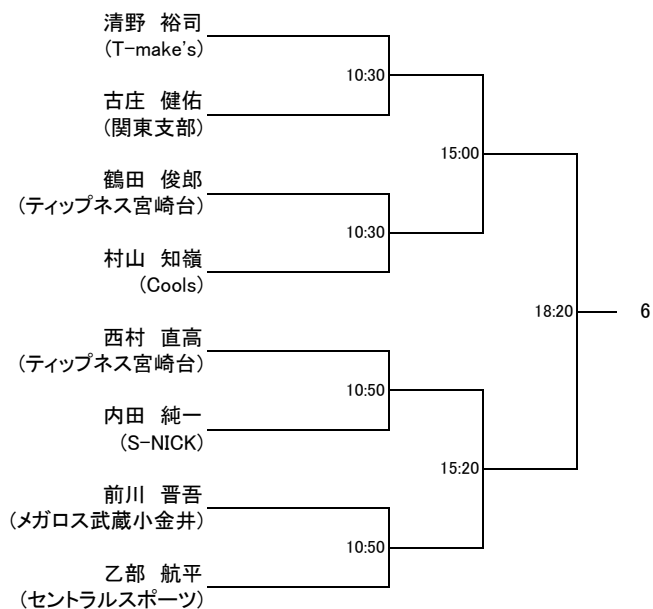 清野　裕司
(T-make's)
10:30
古庄　健佑
(関東支部)
15:00
鶴田　俊郎
(ティップネス宮崎台)
10:30
村山　知嶺
(Cools)
18:20
6
西村　直高
(ティップネス宮崎台)
10:50
内田　純一
(S-NICK)
15:20
前川　晋吾
(メガロス武蔵小金井)
10:50
乙部　航平
(セントラルスポーツ)